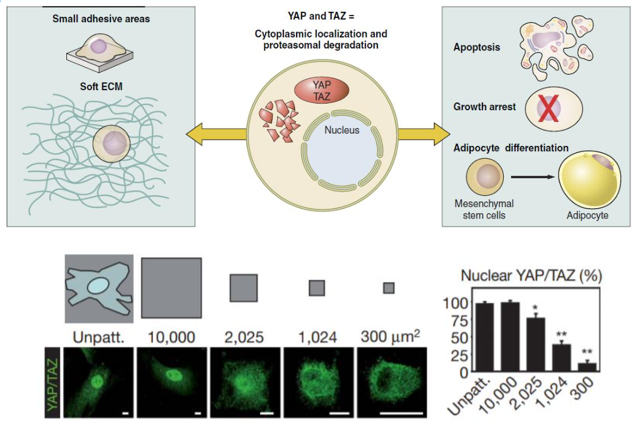 Small adhesive areas
Soft ECM
YAP and TAZ =
Cytoplasmic localization and
proteasomal degradation
YAP
TAZ
Nucleus
Apoptosis
Growth arrest
X
Adipocyte differentiation
Mesenchymal
stem cells
Adipocyte
Unpatt. 10,000 2,025 1,024 300 µm²
YAP/TAZ
Nuclear YAP/TAZ (%)
100
75
50
25
0
* ** **
Unpatt. 10,000 2,025 1,024 300